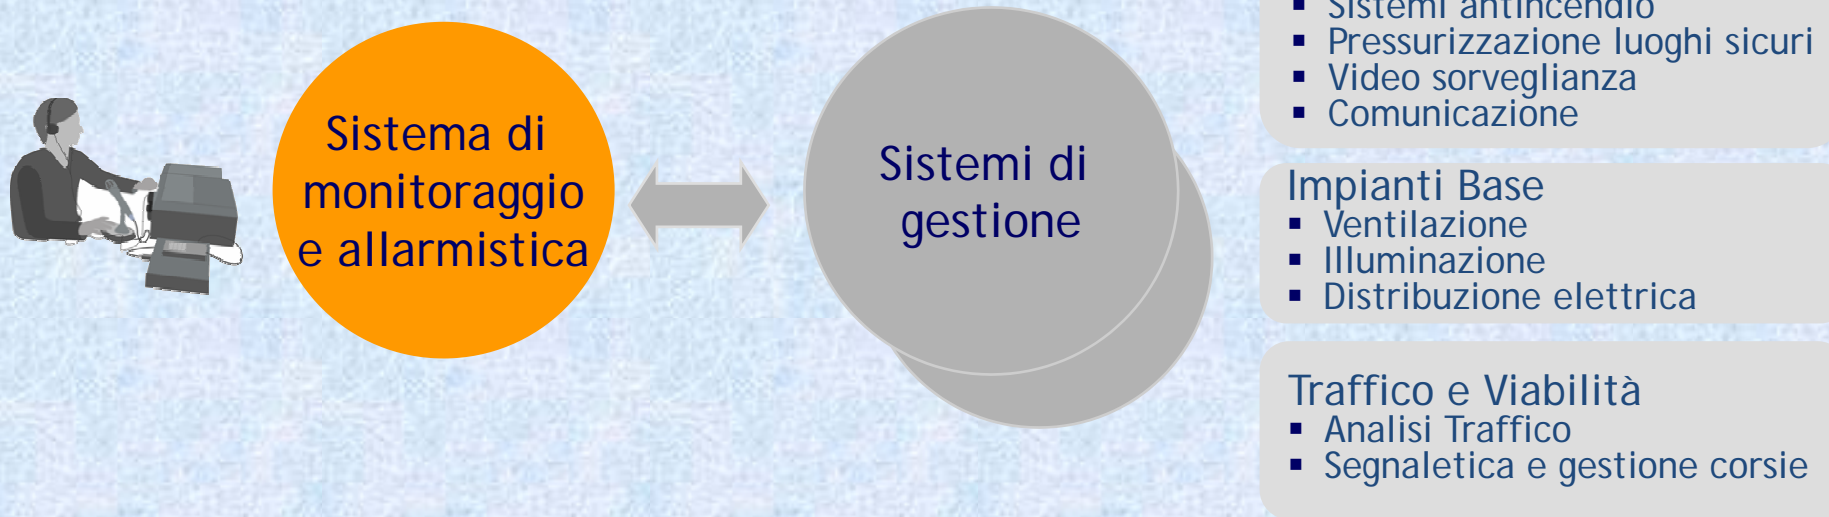 Sistema di
monitoraggio
e allarmistica
Sistemi di
gestione
▪ Sistemi antincendio
▪ Pressurizzazione luoghi sicuri
▪ Video sorveglianza
▪ Comunicazione
Impianti Base
▪ Ventilazione
▪ Illuminazione
▪ Distribuzione elettrica
Traffico e Viabilità
▪ Analisi Traffico
▪ Segnaletica e gestione corsie